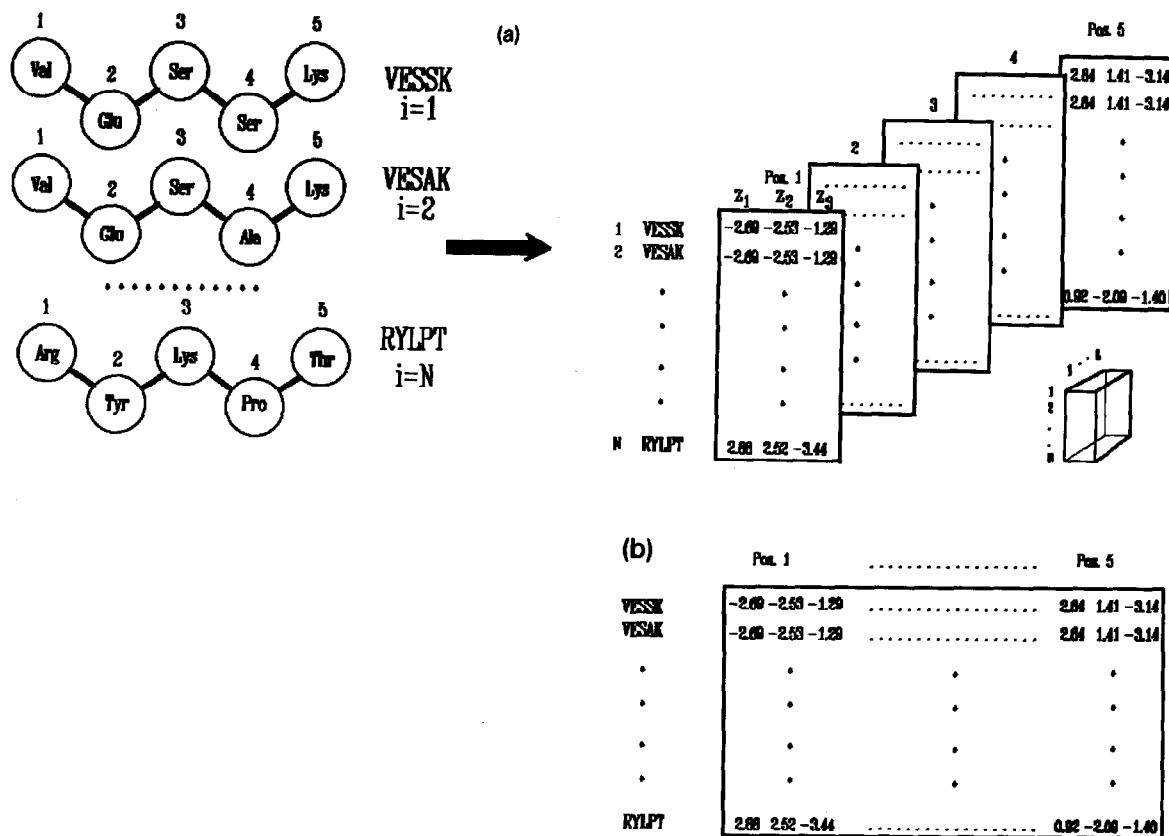 (a)
1 3 5
Val 2 Ser 4 Lys
Glu Ser
VESSK
i=1
1 3 5
Val 2 Ser 4 Lys
Glu Ala
VESAK
i=2
............
1 3 5
Arg 2 Lys 4 Thr
Tyr Pro
RYLPT
i=N
Pos. 5
4
3
2
Pos. 1
Z1 Z2 Z3
1 VESSK -2.69 -2.53 -1.29
2 VESAK -2.69 -2.53 -1.29
N RYLPT 2.88 2.52 -3.44
2.84 1.41 -3.14
2.84 1.41 -3.14
0.92 -2.09 -1.40
1
1
2
N
(b)
Pos. 1 .................... Pos. 5
VESSK -2.69 -2.53 -1.29 .................... 2.84 1.41 -3.14
VESAK -2.69 -2.53 -1.29 .................... 2.84 1.41 -3.14
RYLPT 2.88 2.52 -3.44 .................... 0.92 -2.09 -1.40